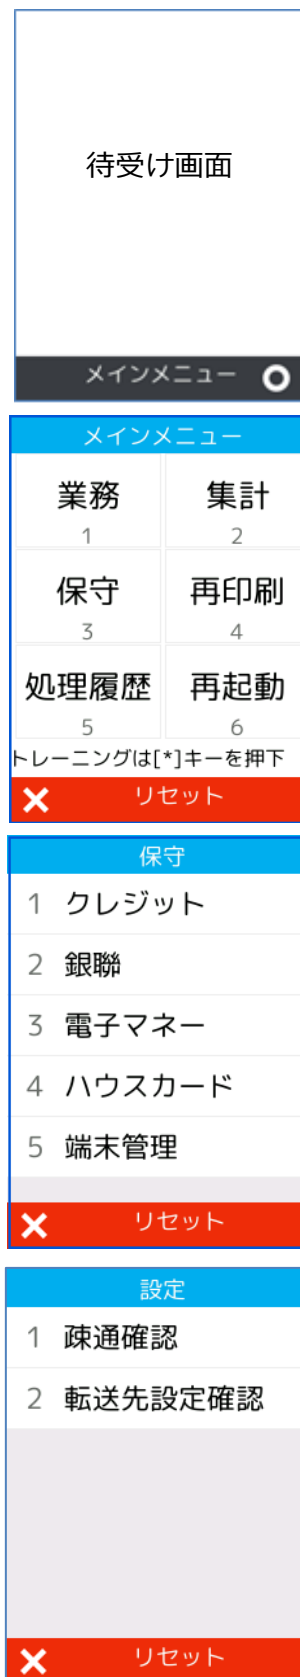 待受け画面
メインメニュー
メインメニュー
業務 集計
1 2
保守 再印刷
3 4
処理履歴 再起動
5 6
トレーニングは[*]キーを押下
リセット
保守
1 クレジット
2 銀聯
3 電子マネー
4 ハウスカード
5 端末管理
リセット
設定
1 疎通確認
2 転送先設定確認
リセット